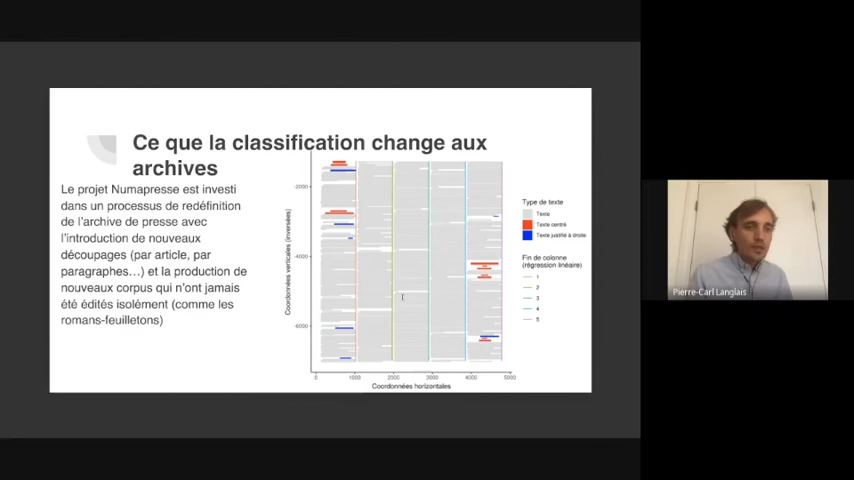 Ce que la classification change aux
archives
Le projet Numapresse est investi
dans un processus de redéfinition
de l'archive de presse avec
l'introduction de nouveaux
découpages (par article, par
paragraphes…) et la production de
nouveaux corpus qui n'ont jamais
été édités isolément (comme les
romans-feuilletons)
Coordonnées verticales (inversées)
-2000
-4000
-6000
0 1000 2000 3000 4000 5000
Coordonnées horizontales
Type de texte
Texte
Texte centré
Texte justifié à droite
Fin de colonne
(régression linéaire)
1
2
3
4
5
Pierre-Carl Langlais